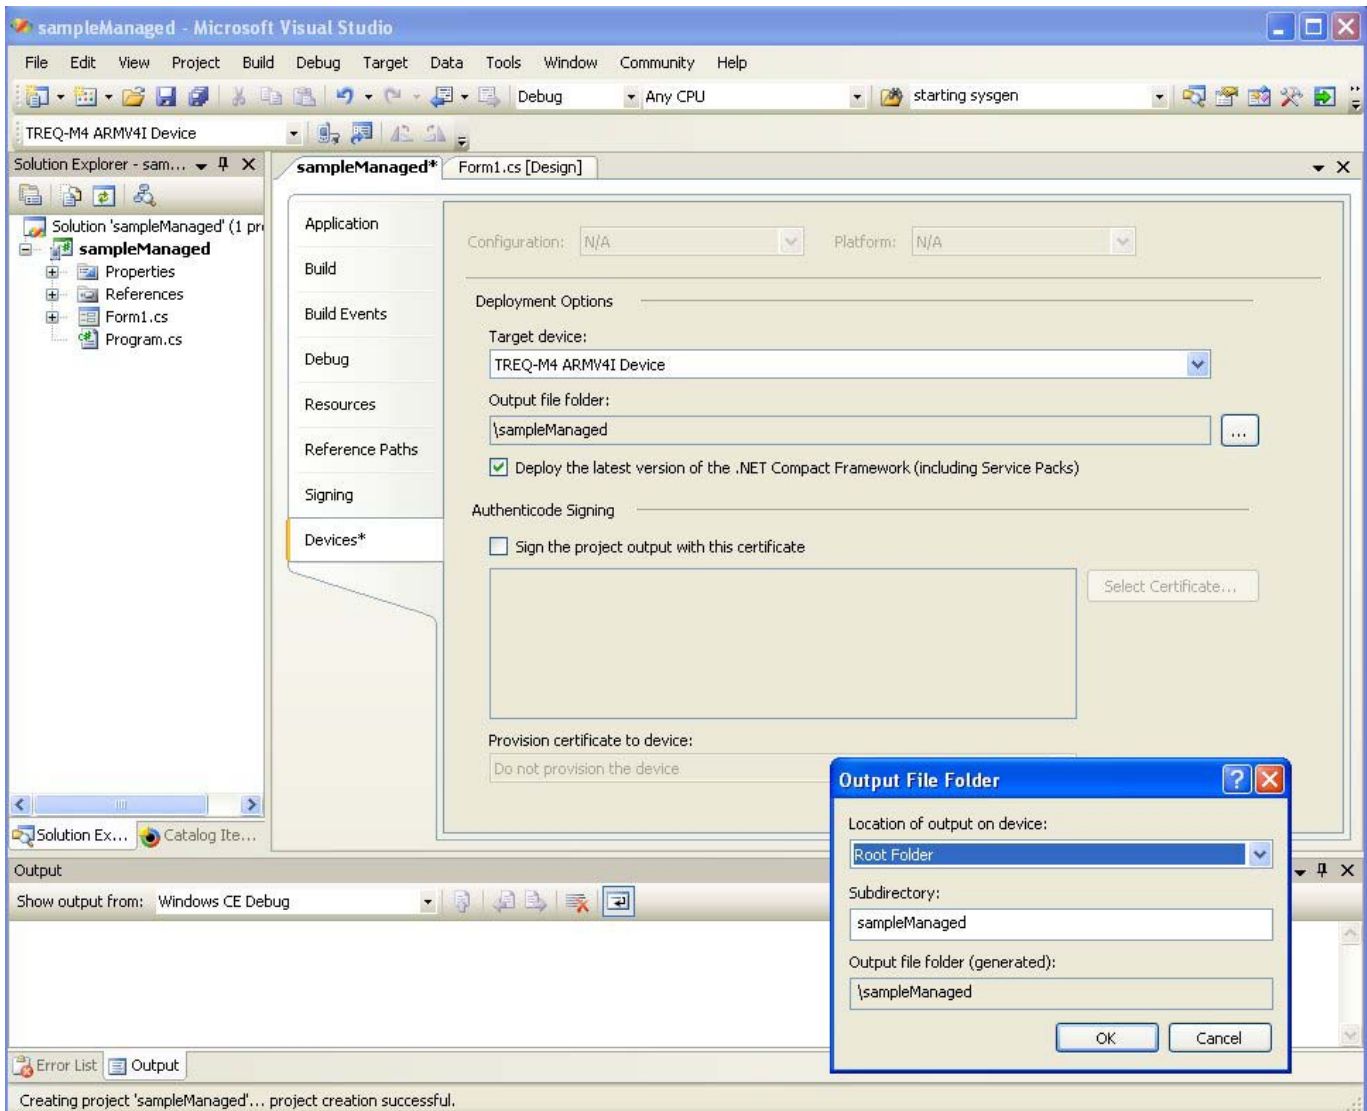 sampleManaged - Microsoft Visual Studio
File Edit View Project Build Debug Target Data Tools Window Community Help
Debug Any CPU starting sysgen
TREQ-M4 ARMV4I Device
Solution Explorer - sam...
sampleManaged* Form1.cs [Design]
Solution 'sampleManaged' (1 pr
sampleManaged
Properties
References
Form1.cs
Program.cs
Application
Build
Build Events
Debug
Resources
Reference Paths
Signing
Devices*
Configuration: N/A Platform: N/A
Deployment Options
Target device:
TREQ-M4 ARMV4I Device
Output file folder:
\sampleManaged
...
Deploy the latest version of the .NET Compact Framework (including Service Packs)
Authenticode Signing
Sign the project output with this certificate
Select Certificate...
Provision certificate to device:
Do not provision the device
Solution Ex... Catalog Ite...
Output
Show output from: Windows CE Debug
Error List Output
Creating project 'sampleManaged'... project creation successful.
Output File Folder
Location of output on device:
Root Folder
Subdirectory:
sampleManaged
Output file folder (generated):
\sampleManaged
OK Cancel